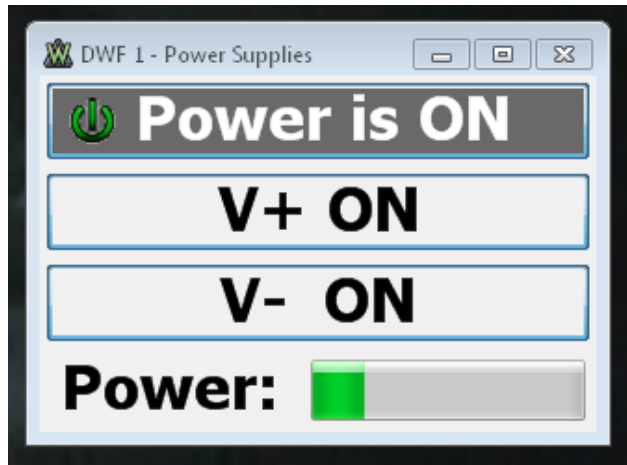 DWF 1 - Power Supplies
Power is ON
V+ ON
V- ON
Power: